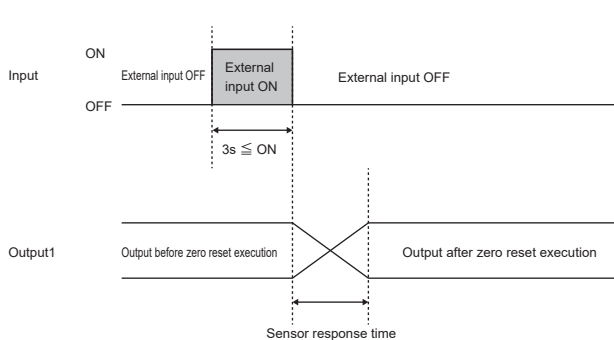 ON
Input
External input OFF
External
input ON
External input OFF
OFF
3s ≦ ON
Output1
Output before zero reset execution
Output after zero reset execution
Sensor response time